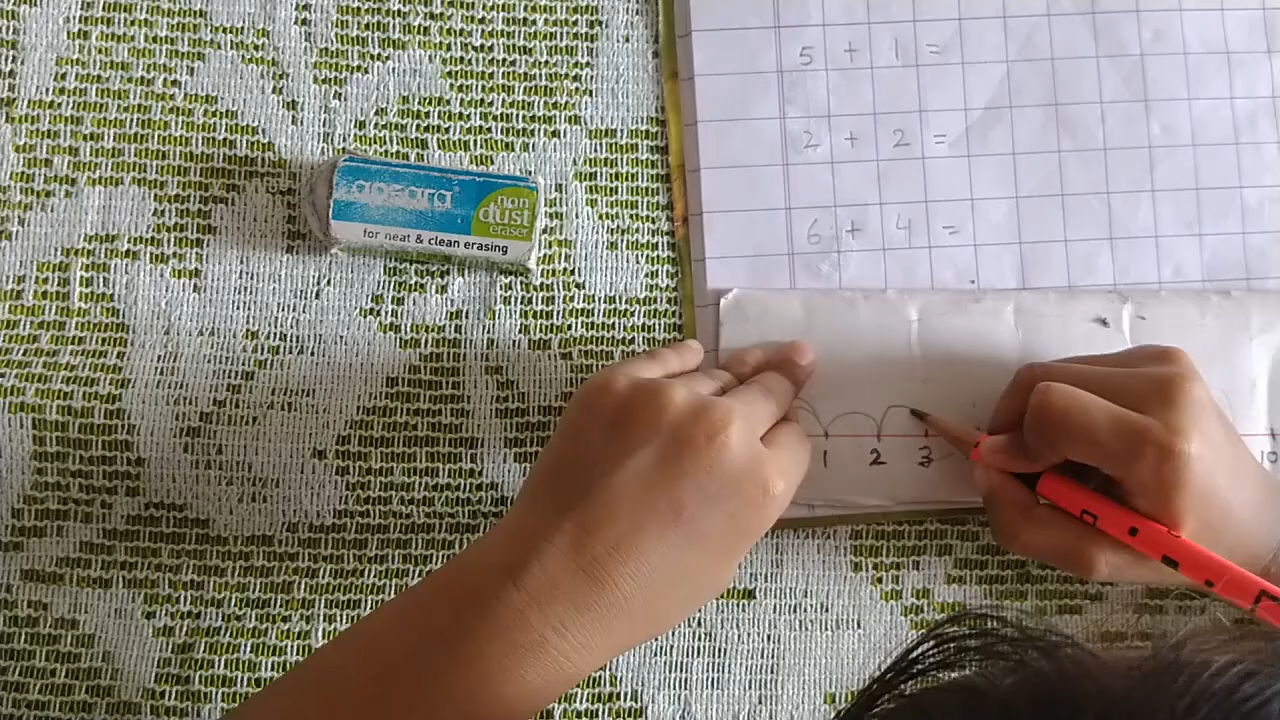 5 + 1 =
2 + 2 =
6 + 4 =
apsara
non
dust
eraser
for neat & clean erasing
1 2 3 10